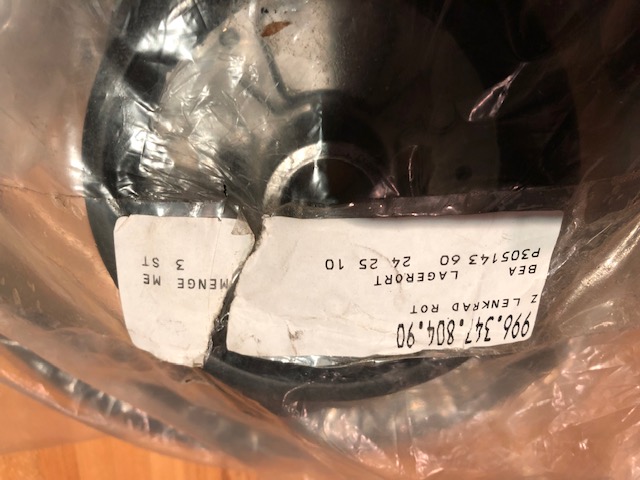 996.347.804.90
Z LENKRAD ROT
BEA LAGERORT MENGE ME
P305143 60 24 25 10 3 ST